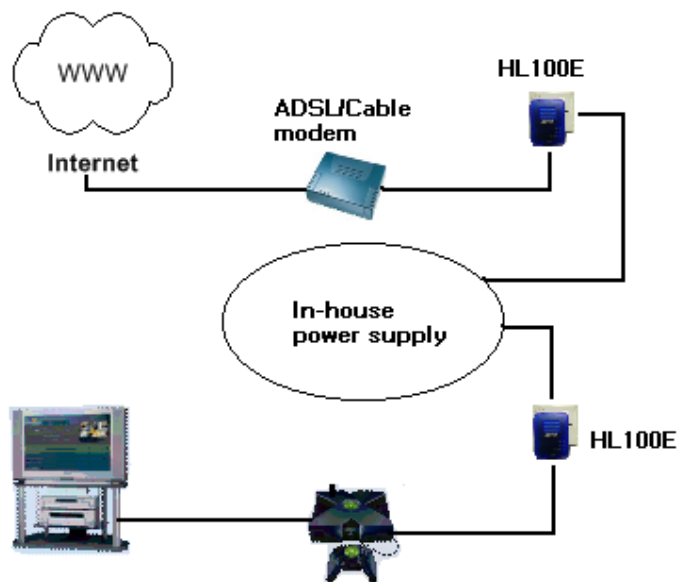 WWW
HL100E
ADSL/Cable
modem
Internet
In-house
power supply
HL100E